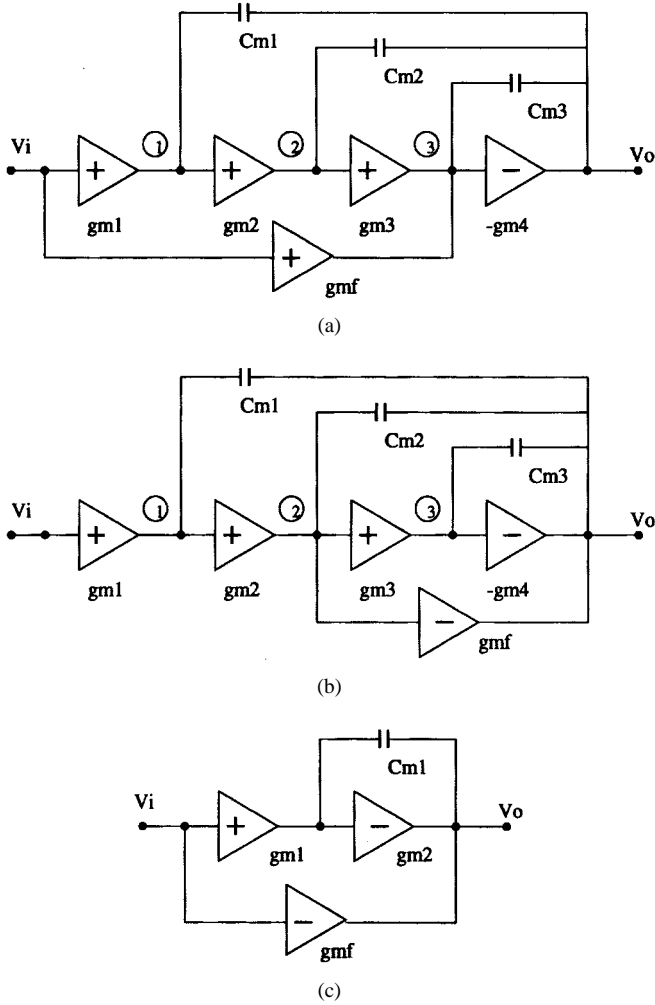 Cm1
Cm2
Cm3
Vi
1
2
3
Vo
+
+
+
−
gm1
gm2
gm3
-gm4
+
gmf
(a)
Cm1
Cm2
Cm3
Vi
1
2
3
Vo
+
+
+
−
gm1
gm2
gm3
-gm4
−
gmf
(b)
Cm1
Vi
Vo
+
−
gm1
gm2
−
gmf
(c)